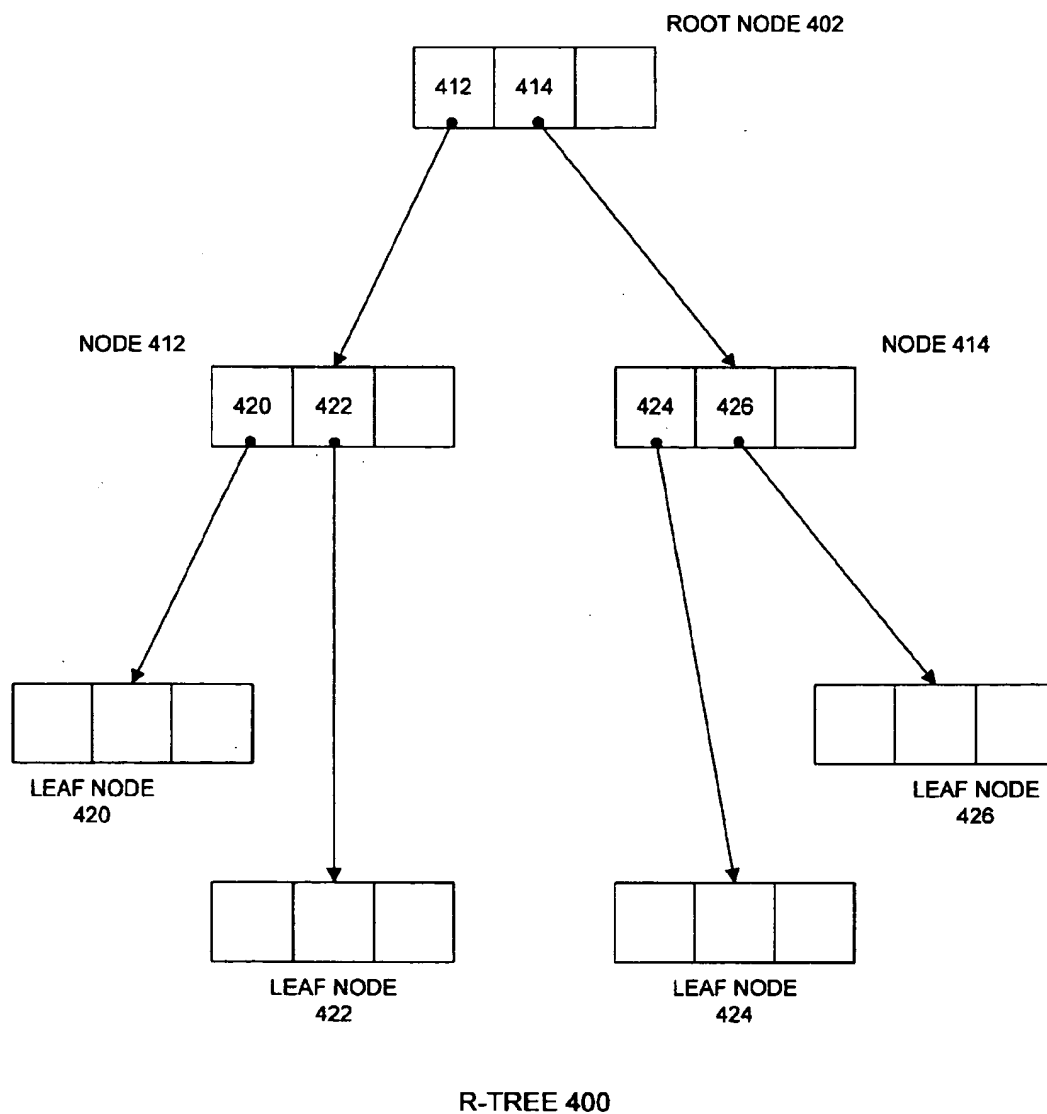 ROOT NODE 402
412 414
NODE 412
NODE 414
420 422
424 426
LEAF NODE
420
LEAF NODE
426
LEAF NODE
422
LEAF NODE
424
R-TREE 400